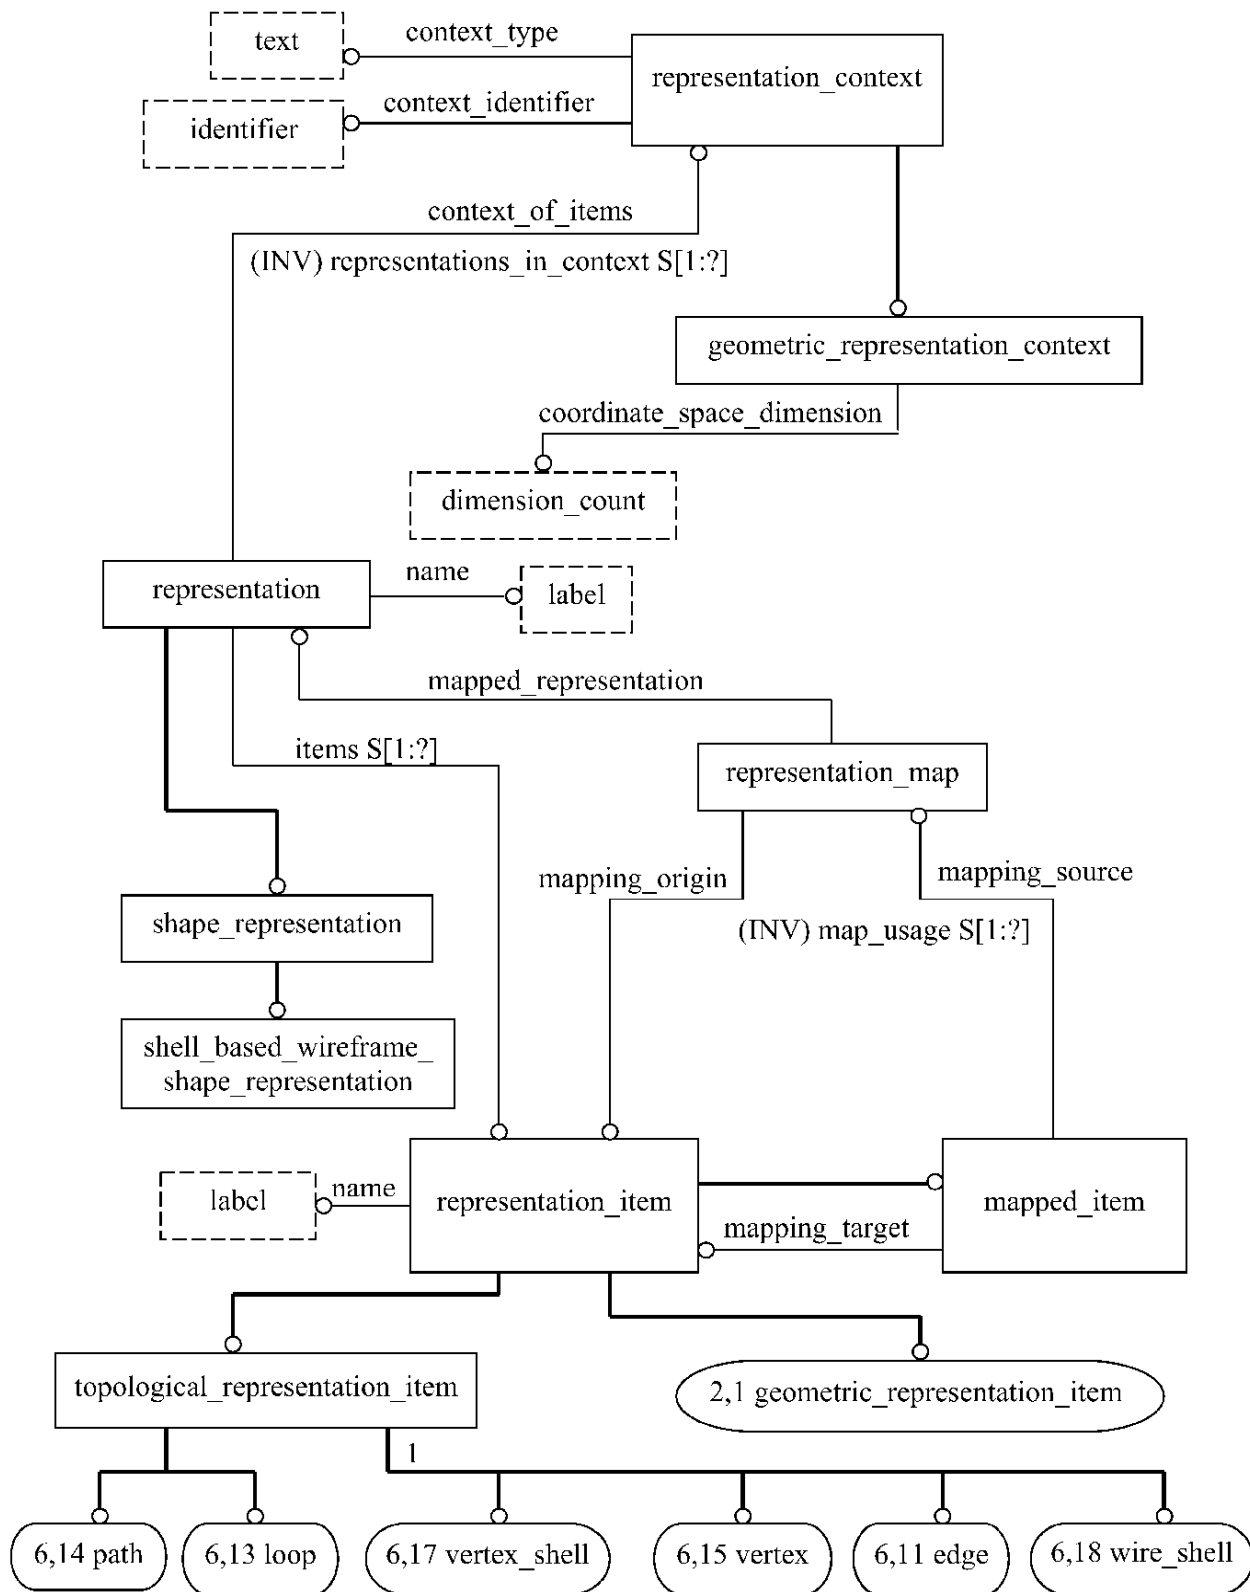 text
context_type
representation_context
identifier
context_identifier
context_of_items
(INV) representations_in_context S[1:?]
geometric_representation_context
coordinate_space_dimension
dimension_count
representation
name
label
mapped_representation
items S[1:?]
representation_map
mapping_origin
mapping_source
(INV) map_usage S[1:?]
shape_representation
shell_based_wireframe_
shape_representation
label
name
representation_item
mapped_item
mapping_target
topological_representation_item
2,1 geometric_representation_item
1
6,14 path
6,13 loop
6,17 vertex_shell
6,15 vertex
6,11 edge
6,18 wire_shell